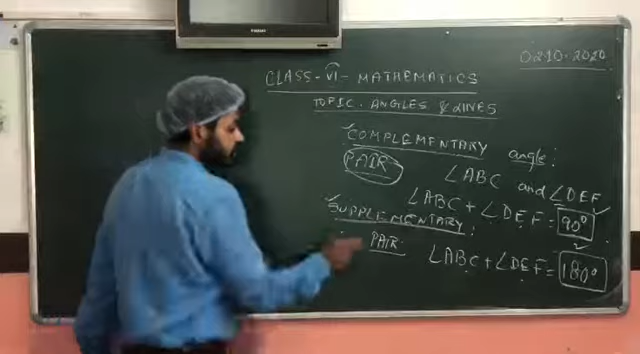 02.10.2020
CLASS - VI - MATHEMATICS
TOPIC. ANGLES & LINES
COMPLEMENTARY angle:
PAIR
∠ABC and ∠DEF
∠ABC + ∠DEF = 90°
SUPPLEMENTARY:
PAIR
∠ABC + ∠DEF = 180°